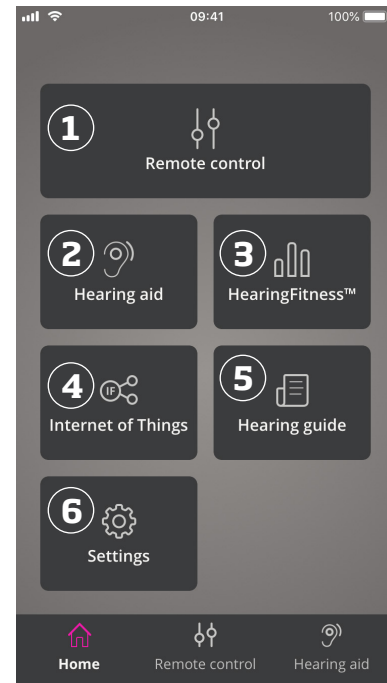 09:41
100%
1
Remote control
2
Hearing aid
3
HearingFitness™
4
IF
Internet of Things
5
Hearing guide
6
Settings
Home
Remote control
Hearing aid